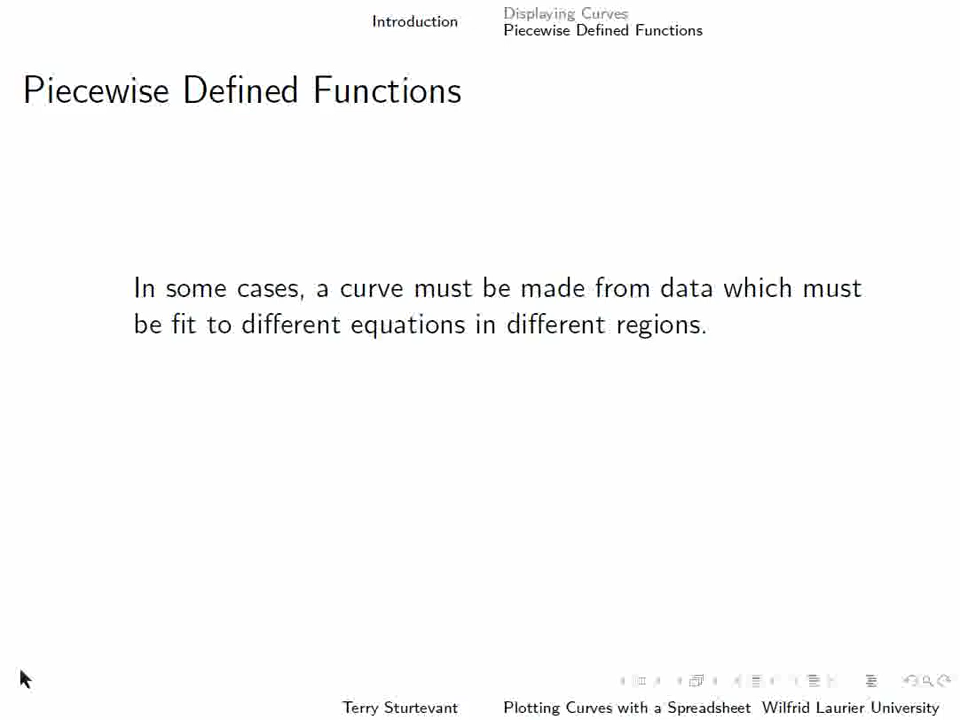 Introduction
Displaying Curves
Piecewise Defined Functions
Piecewise Defined Functions
In some cases, a curve must be made from data which must
be fit to different equations in different regions.
Terry Sturtevant
Plotting Curves with a Spreadsheet Wilfrid Laurier University